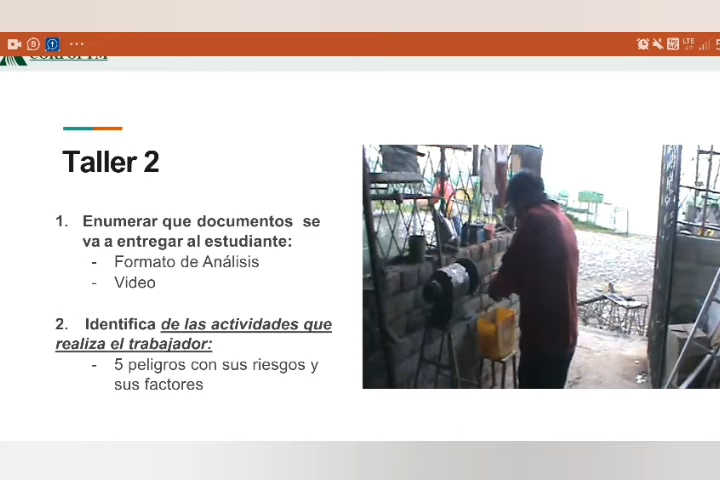 LTE
Taller 2
1. Enumerar que documentos se
va a entregar al estudiante:
- Formato de Análisis
- Video
2. Identifica de las actividades que
realiza el trabajador:
- 5 peligros con sus riesgos y
sus factores